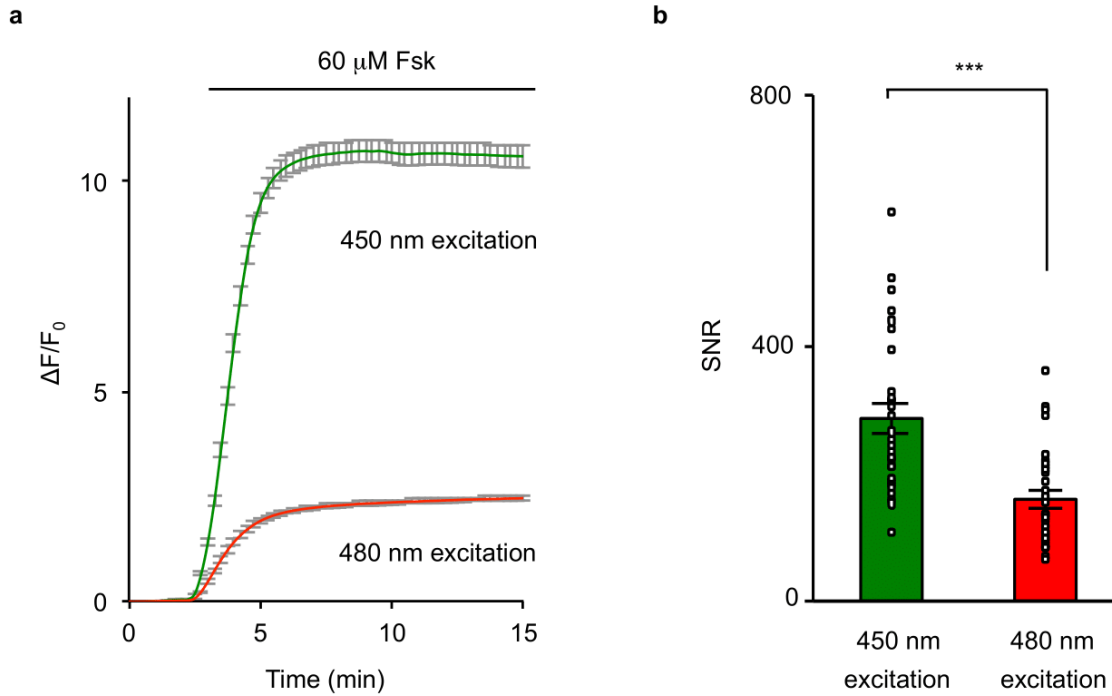 a
60 μM Fsk
10
5
0
ΔF/F0
450 nm excitation
480 nm excitation
0 5 10 15
Time (min)
b
***
800
400
0
SNR
450 nm excitation
480 nm excitation